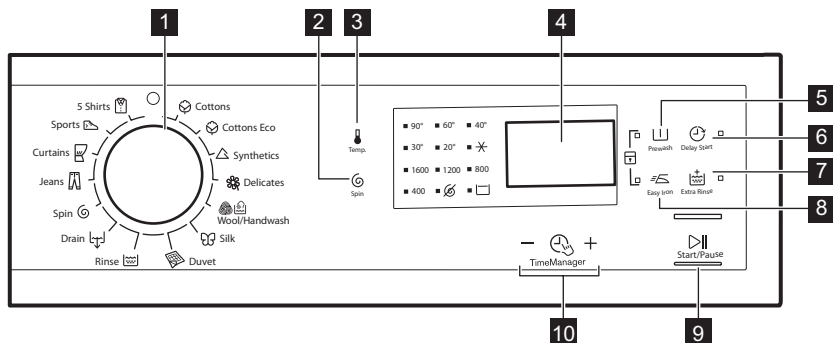 1
2
3
4
5
6
7
8
9
10
5 Shirts
Sports
Curtains
Jeans
Spin
Drain
Rinse
Cottons
Cottons Eco
Synthetics
Delicates
Wool/Handwash
Silk
Duvet
Temp.
Spin
90° 60° 40°
30° 20°
1600 1200 800
400
Prewash
Delay Start
Easy Iron
Extra Rinse
− +
TimeManager
Start/Pause